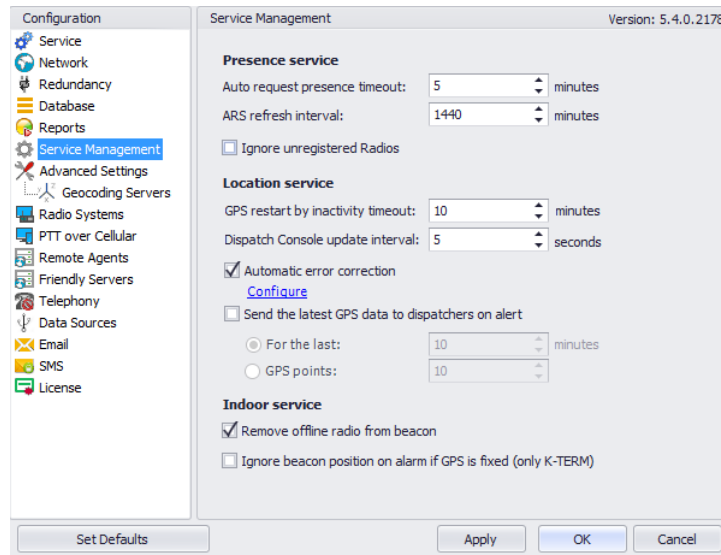 Configuration
Service
Network
Redundancy
Database
Reports
Service Management
Advanced Settings
Geocoding Servers
Radio Systems
PTT over Cellular
Remote Agents
Friendly Servers
Telephony
Data Sources
Email
SMS
License
Service Management Version: 5.4.0.2178
Presence service
Auto request presence timeout: 5 minutes
ARS refresh interval: 1440 minutes
Ignore unregistered Radios
Location service
GPS restart by inactivity timeout: 10 minutes
Dispatch Console update interval: 5 seconds
Automatic error correction
Configure
Send the latest GPS data to dispatchers on alert
For the last: 10 minutes
GPS points: 10
Indoor service
Remove offline radio from beacon
Ignore beacon position on alarm if GPS is fixed (only K-TERM)
Set Defaults Apply OK Cancel